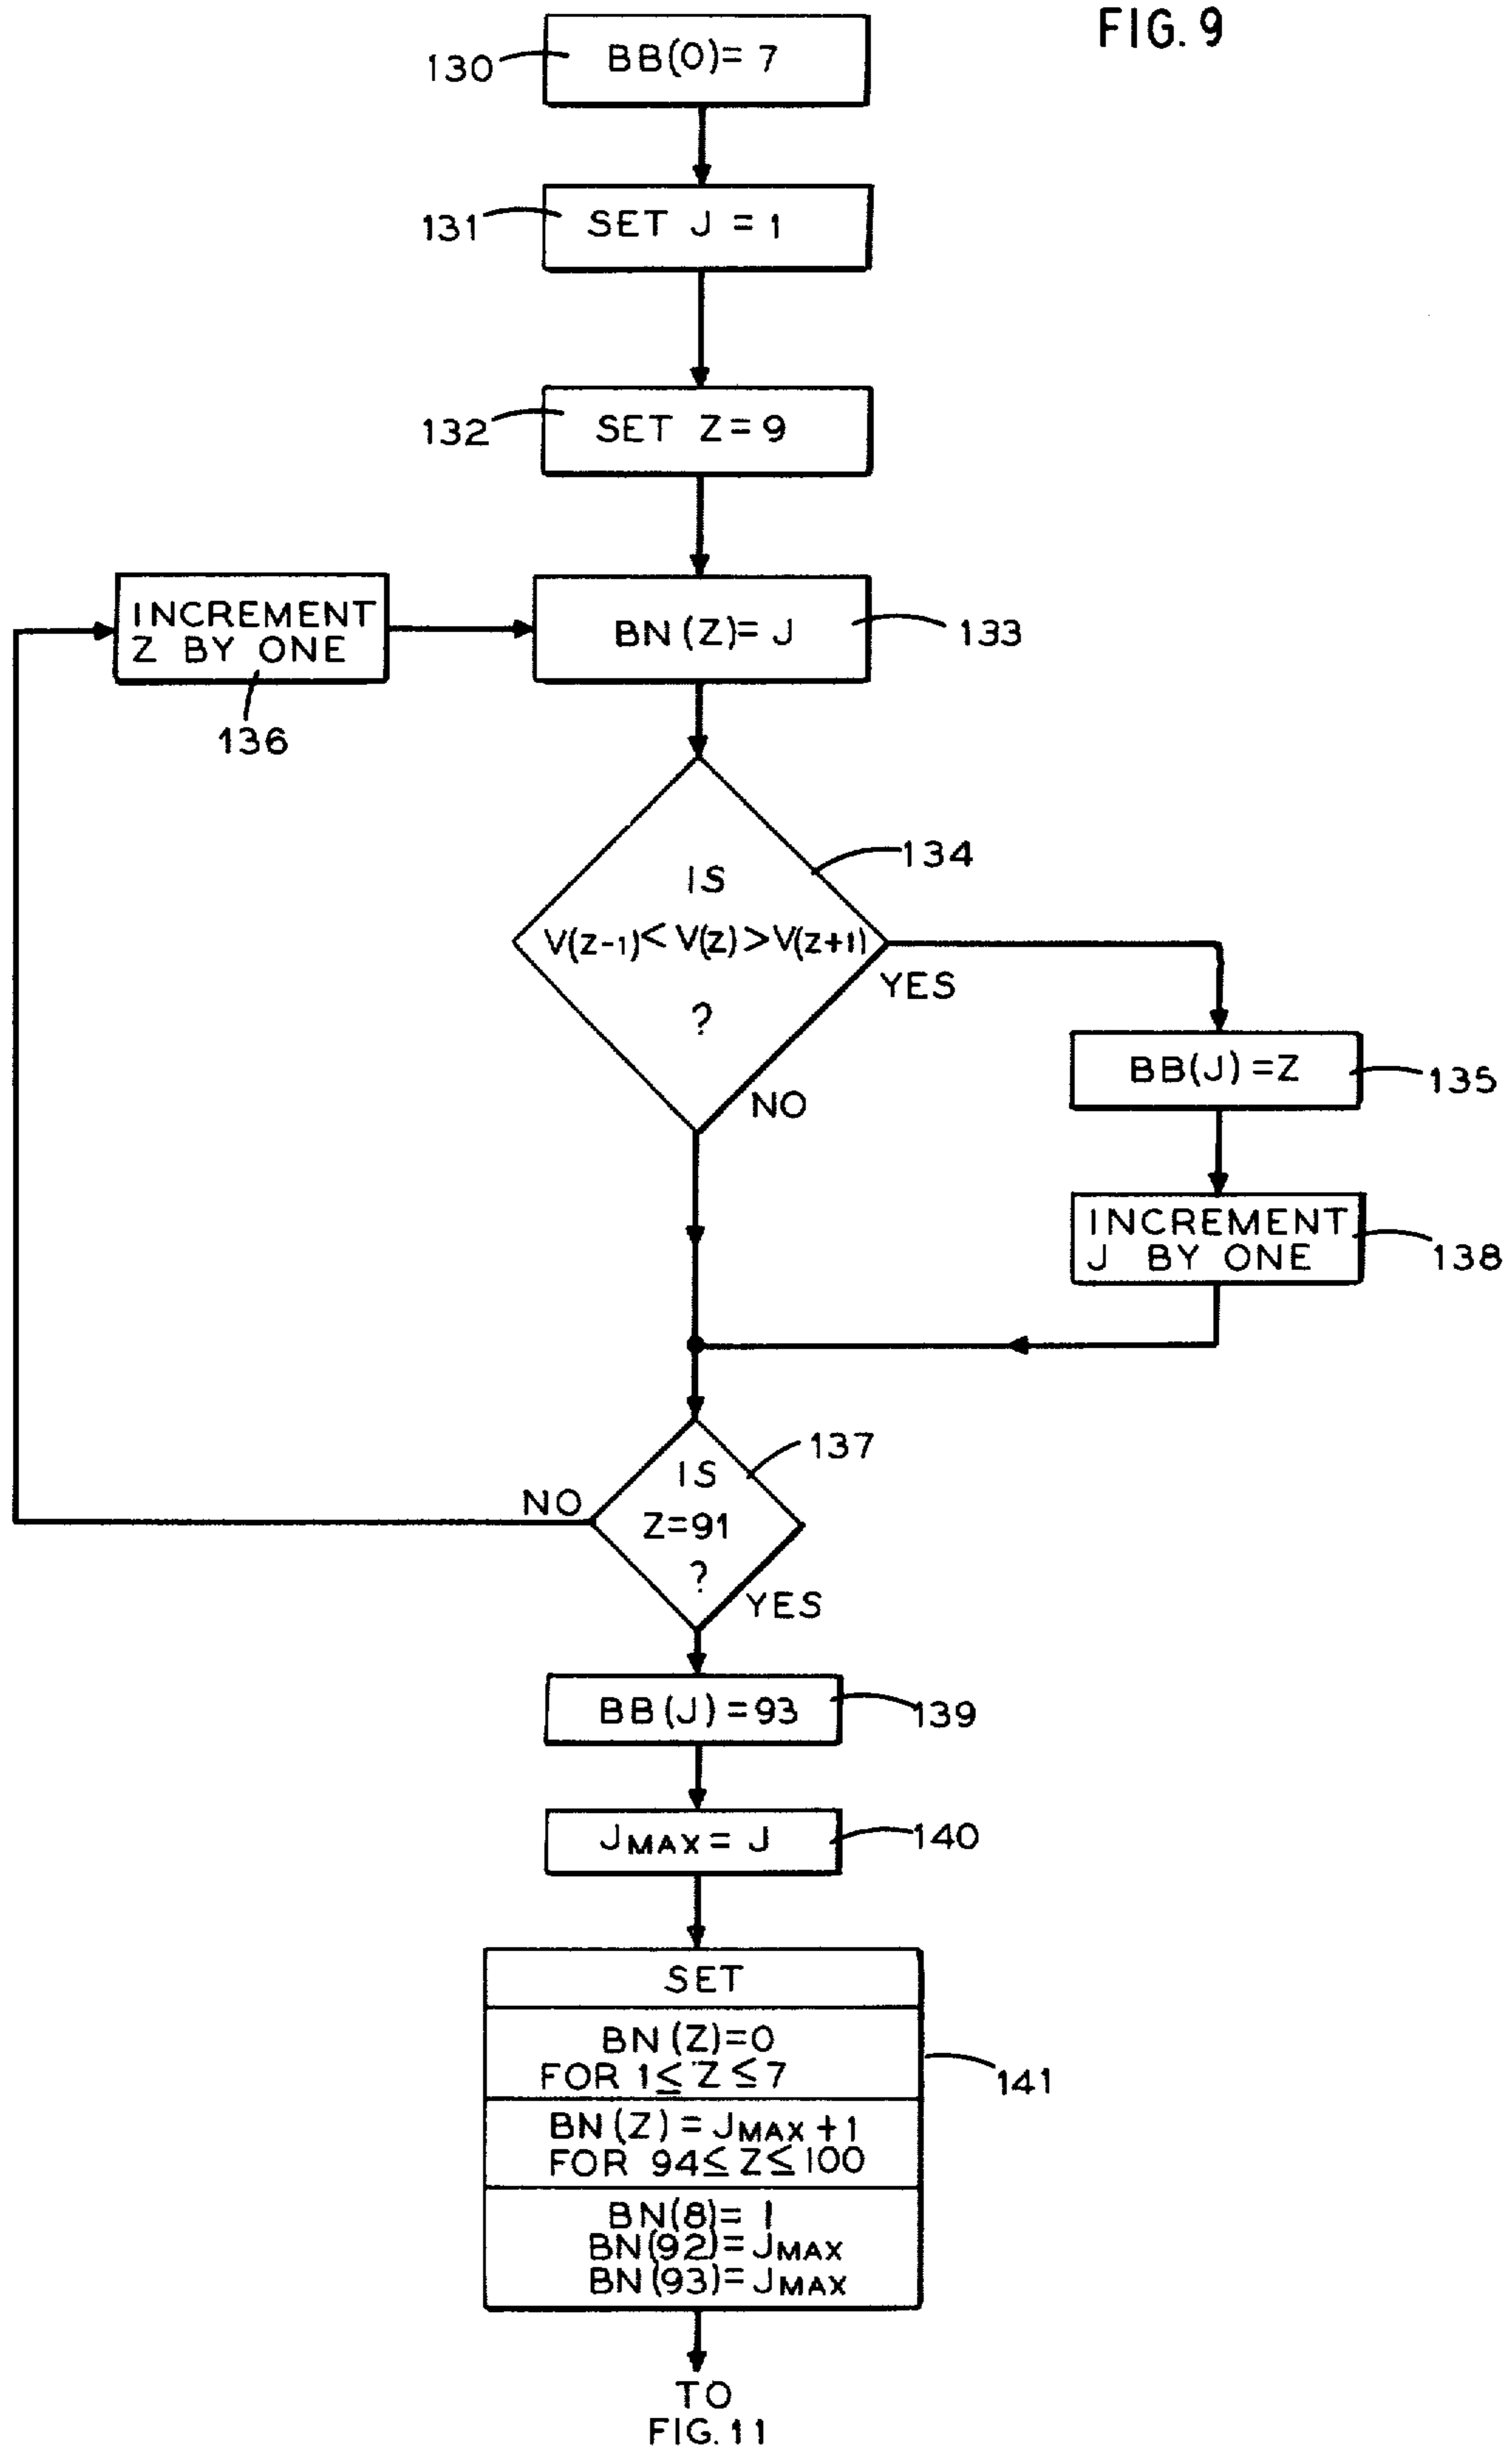 FIG. 9
130
BB(0)= 7
131
SET J = 1
132
SET Z = 9
INCREMENT
Z BY ONE
136
BN(Z)= J
133
IS
V(Z-1)< V(Z) >V(Z+1)
?
134
YES
NO
BB(J) =Z
135
INCREMENT
J BY ONE
138
IS
Z=91
?
137
NO
YES
BB(J) =93
139
JMAX = J
140
SET
BN(Z)=0
FOR 1≤ Z ≤7
BN(Z) = JMAX +1
FOR 94≤ Z≤ 100
BN(8)= 1
BN(92)= JMAX
BN(93)= JMAX
141
TO
FIG. 11